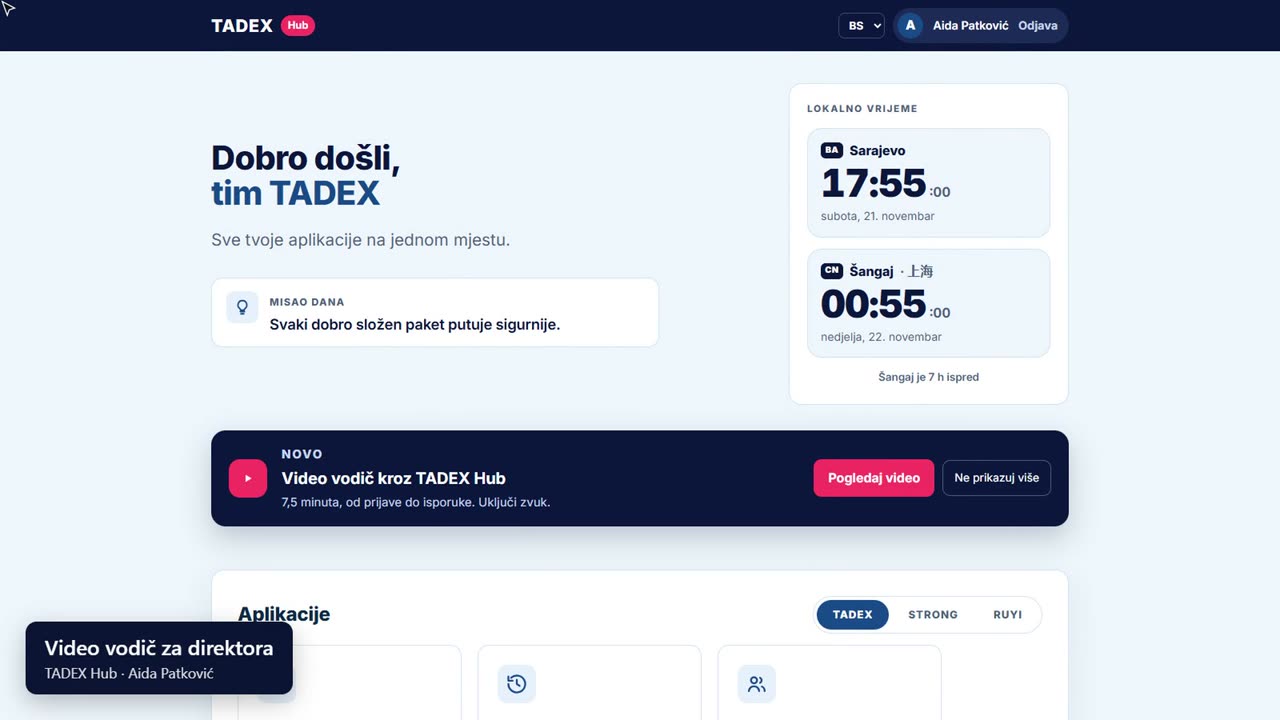 TADEX Hub
BS
A Aida Patković Odjava
Dobro došli,
tim TADEX
Sve tvoje aplikacije na jednom mjestu.
MISAO DANA
Svaki dobro složen paket putuje sigurnije.
LOKALNO VRIJEME
BA Sarajevo
17:55:00
subota, 21. novembar
CN Šangaj · 上海
00:55:00
nedjelja, 22. novembar
Šangaj je 7 h ispred
NOVO
Video vodič kroz TADEX Hub
7,5 minuta, od prijave do isporuke. Uključi zvuk.
Pogledaj video
Ne prikazuj više
Aplikacije
TADEX
STRONG
RUYI
Video vodič za direktora
TADEX Hub · Aida Patković